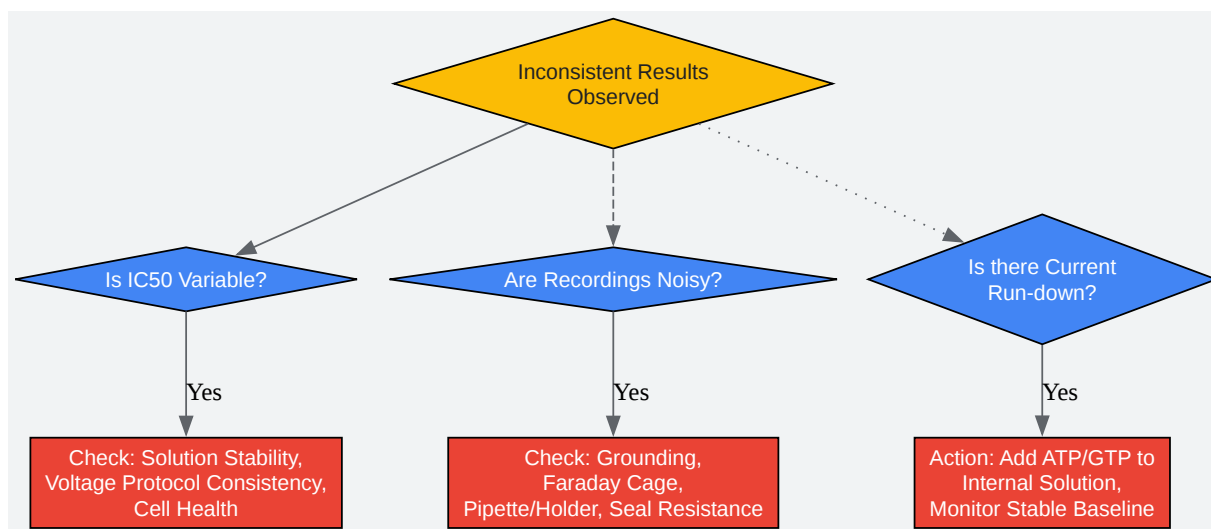 Inconsistent Results
Observed
Is IC50 Variable?
Are Recordings Noisy?
Is there Current
Run-down?
Yes
Yes
Yes
Check: Solution Stability,
Voltage Protocol Consistency,
Cell Health
Check: Grounding,
Faraday Cage,
Pipette/Holder, Seal Resistance
Action: Add ATP/GTP to
Internal Solution,
Monitor Stable Baseline